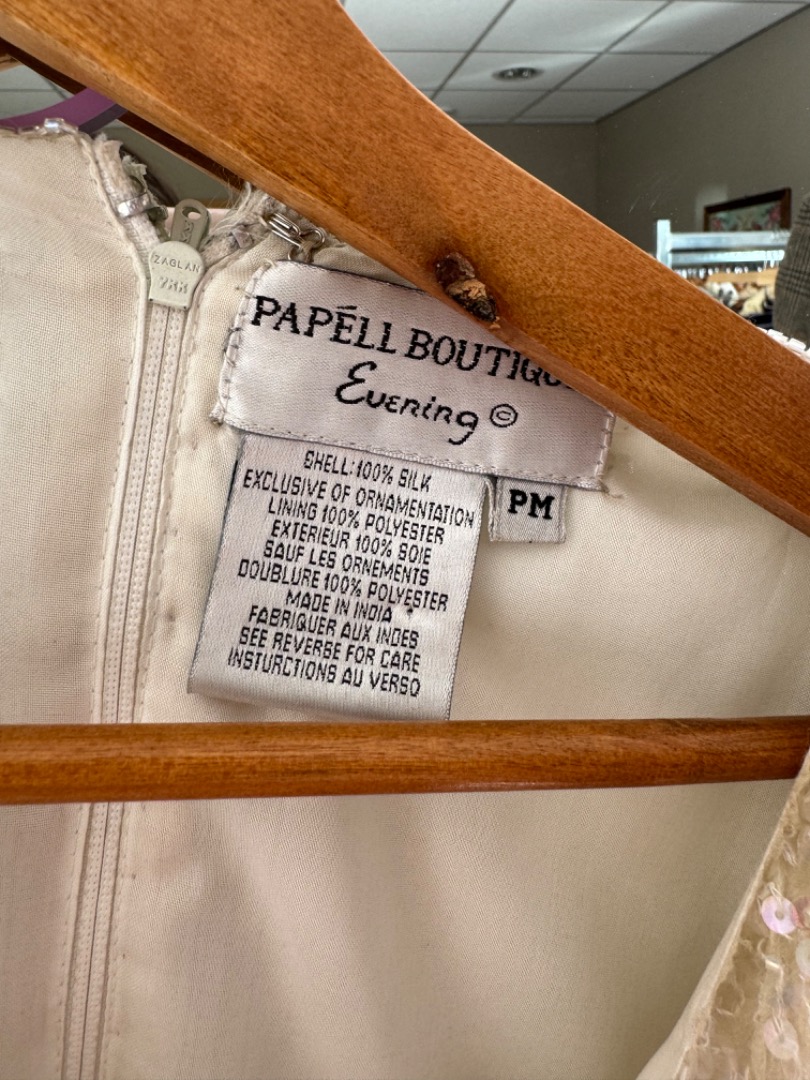 ZAGLAN
PAPÉLL BOUTIQU
Evening ©
PM
SHELL:100% SILK
EXCLUSIVE OF ORNAMENTATION
LINING 100% POLYESTER
EXTERIEUR 100% SOIE
SAUF LES ORNEMENTS
DOUBLURE 100% POLYESTER
MADE IN INDIA
FABRIQUER AUX INDES
SEE REVERSE FOR CARE
INSTURCTIONS AU VERSO